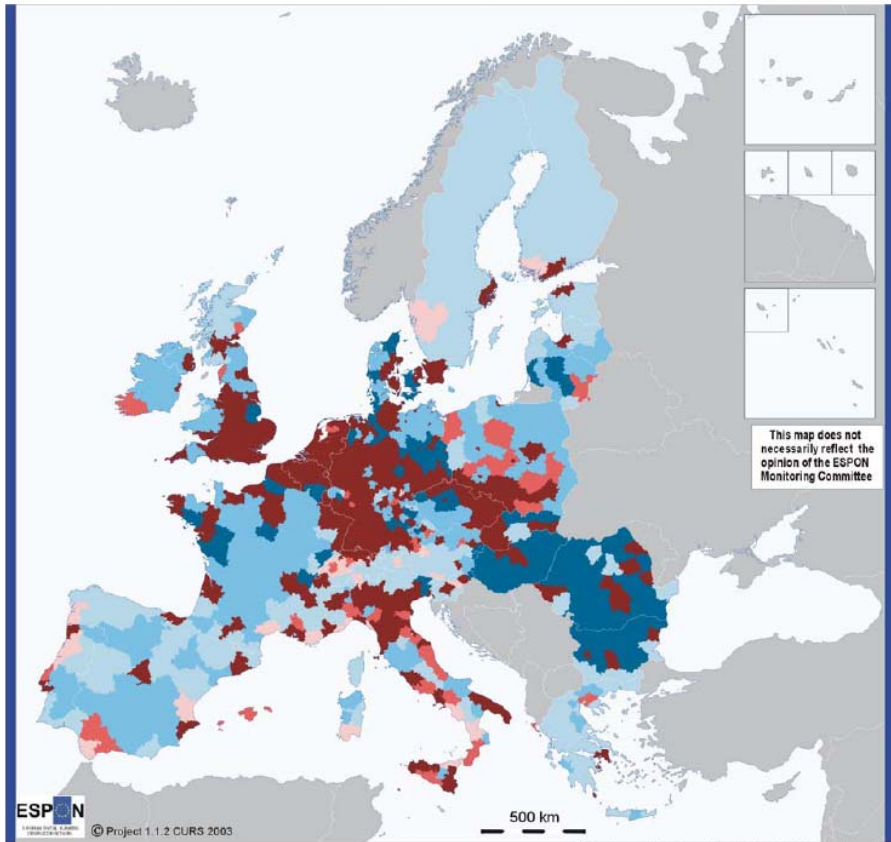 This map does not
necessarily reflect the
opinion of the ESPON
Monitoring Committee
500 km
ESPON
© Project 1.1.2 CURS 2003